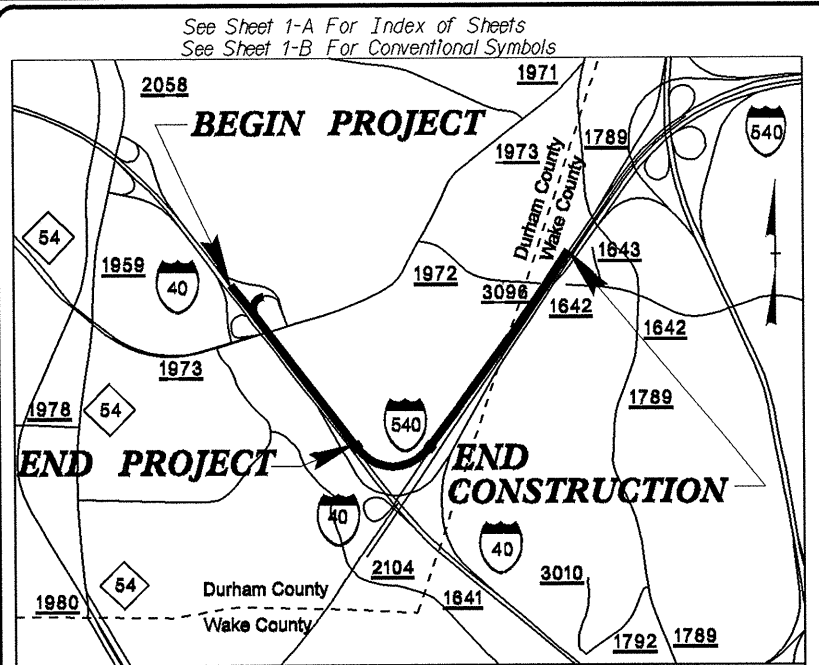 See Sheet 1-A For Index of Sheets
See Sheet 1-B For Conventional Symbols
2058
1971
BEGIN PROJECT
1973
1789
540
Durham County
Wake County
54
1959
40
1972
1643
3096
1642
1642
1973
1978
54
1789
540
END PROJECT
END
CONSTRUCTION
40
40
2104
3010
54
Durham County
1980
1641
Wake County
1792
1789